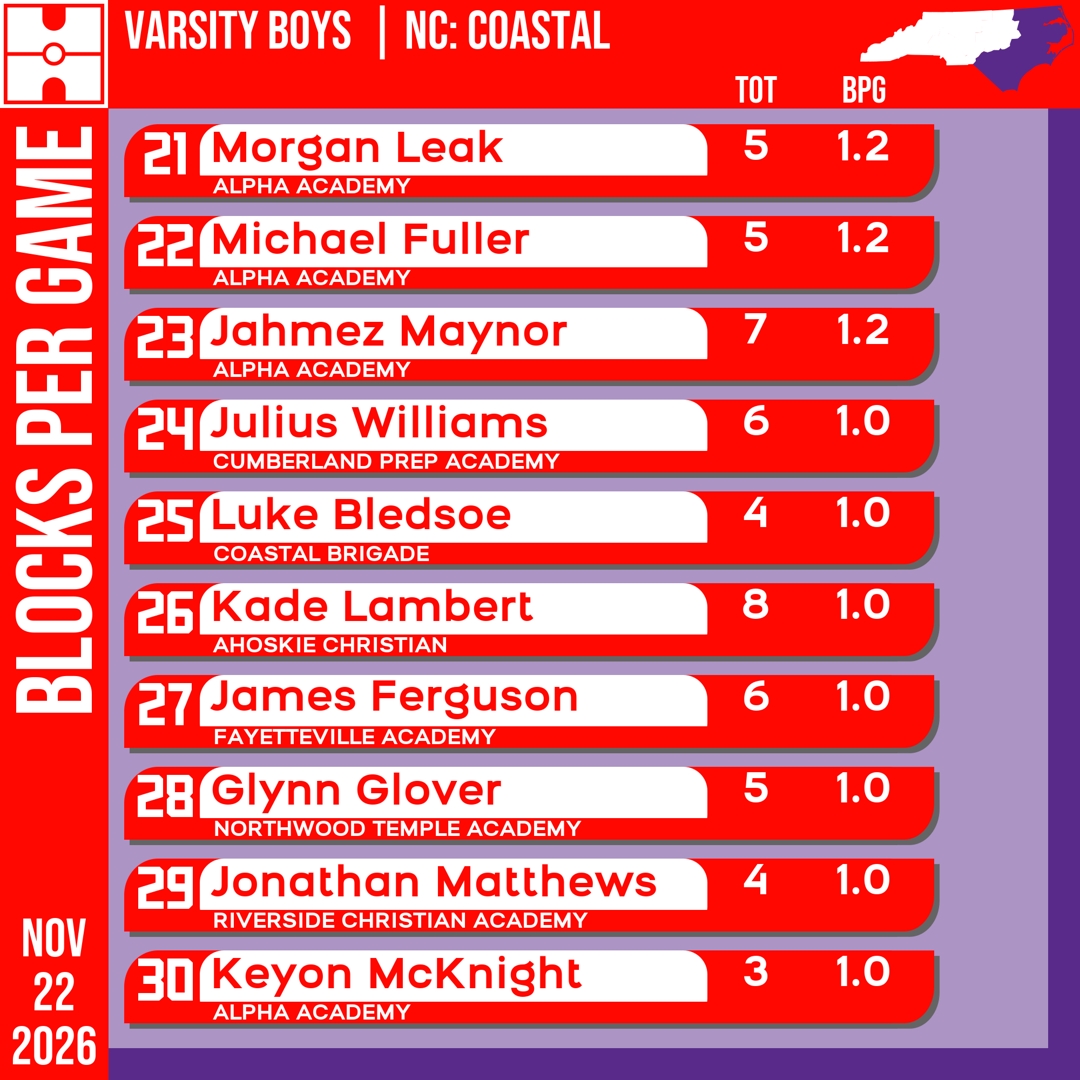 VARSITY BOYS | NC: COASTAL
TOT BPG
BLOCKS PER GAME
21 Morgan Leak 5 1.2
ALPHA ACADEMY
22 Michael Fuller 5 1.2
ALPHA ACADEMY
23 Jahmez Maynor 7 1.2
ALPHA ACADEMY
24 Julius Williams 6 1.0
CUMBERLAND PREP ACADEMY
25 Luke Bledsoe 4 1.0
COASTAL BRIGADE
26 Kade Lambert 8 1.0
AHOSKIE CHRISTIAN
27 James Ferguson 6 1.0
FAYETTEVILLE ACADEMY
28 Glynn Glover 5 1.0
NORTHWOOD TEMPLE ACADEMY
29 Jonathan Matthews 4 1.0
RIVERSIDE CHRISTIAN ACADEMY
30 Keyon McKnight 3 1.0
ALPHA ACADEMY
NOV
22
2026